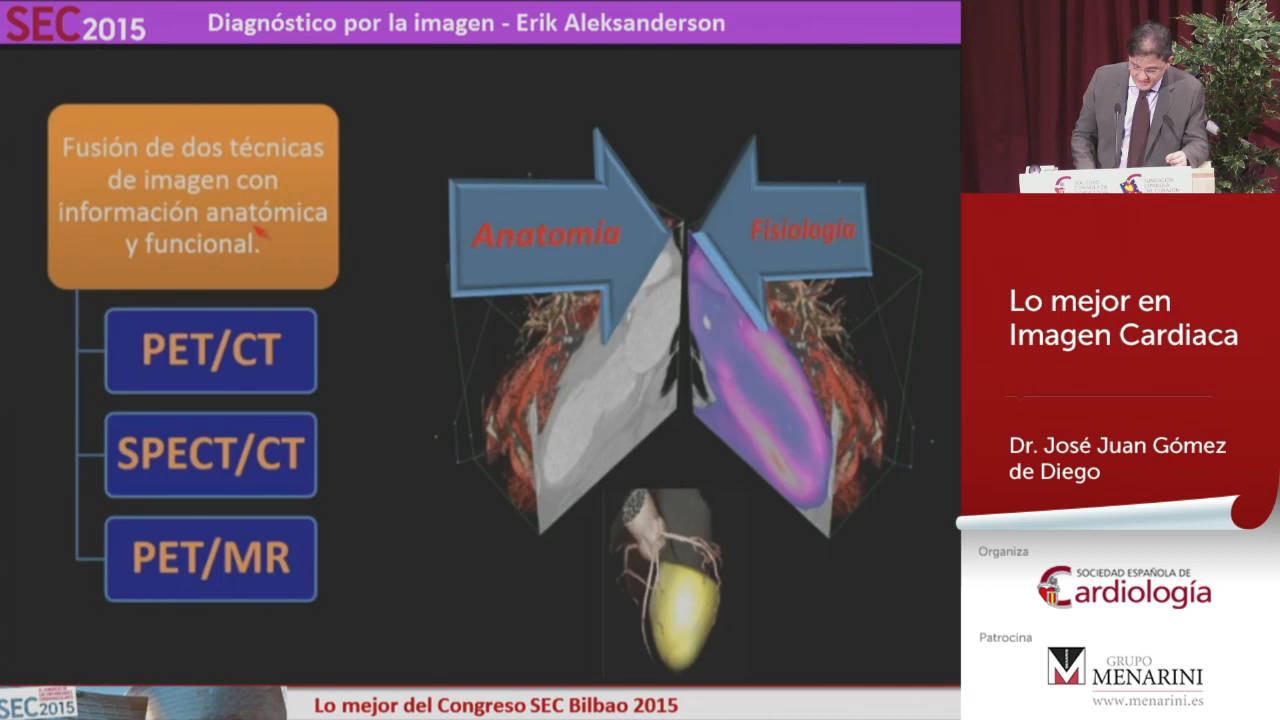 SEC2015
Diagnóstico por la imagen - Erik Aleksanderson
Fusión de dos técnicas
de imagen con
información anatómica
y funcional.
PET/CT
SPECT/CT
PET/MR
Anatomía
Fisiología
SEC2015
Lo mejor del Congreso SEC Bilbao 2015
Lo mejor en
Imagen Cardiaca
Dr. José Juan Gómez
de Diego
Organiza
SOCIEDAD ESPAÑOLA DE
Cardiología
Patrocina
GRUPO
MENARINI
www.menarini.es